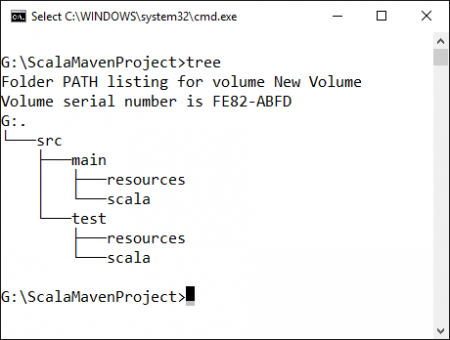 Select C:\WINDOWS\system32\cmd.exe
G:\ScalaMavenProject>tree
Folder PATH listing for volume New Volume
Volume serial number is FE82-ABFD
G:.
└───src
    ├───main
    │   ├───resources
    │   └───scala
    └───test
        ├───resources
        └───scala
G:\ScalaMavenProject>